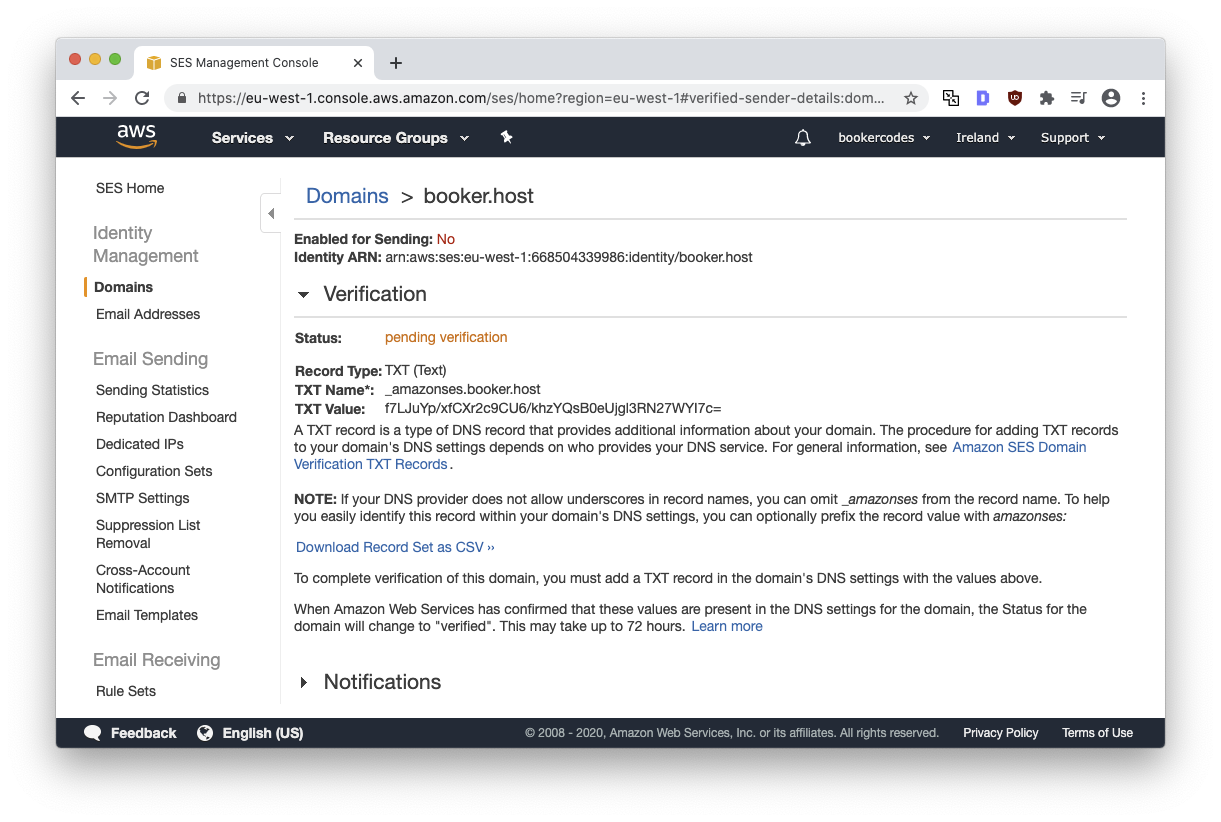 SES Management Console
https://eu-west-1.console.aws.amazon.com/ses/home?region=eu-west-1#verified-sender-details:dom...
aws Services Resource Groups bookercodes Ireland Support
SES Home
Identity
Management
Domains
Email Addresses
Email Sending
Sending Statistics
Reputation Dashboard
Dedicated IPs
Configuration Sets
SMTP Settings
Suppression List
Removal
Cross-Account
Notifications
Email Templates
Email Receiving
Rule Sets
Domains > booker.host
Enabled for Sending: No
Identity ARN: arn:aws:ses:eu-west-1:668504339986:identity/booker.host
Verification
Status: pending verification
Record Type: TXT (Text)
TXT Name*: _amazonses.booker.host
TXT Value: f7LJuYp/xfCXr2c9CU6/khzYQsB0eUjgl3RN27WYI7c=
A TXT record is a type of DNS record that provides additional information about your domain. The procedure for adding TXT records
to your domain's DNS settings depends on who provides your DNS service. For general information, see Amazon SES Domain
Verification TXT Records.
NOTE: If your DNS provider does not allow underscores in record names, you can omit _amazonses from the record name. To help
you easily identify this record within your domain's DNS settings, you can optionally prefix the record value with amazonses:
Download Record Set as CSV ››
To complete verification of this domain, you must add a TXT record in the domain's DNS settings with the values above.
When Amazon Web Services has confirmed that these values are present in the DNS settings for the domain, the Status for the
domain will change to "verified". This may take up to 72 hours. Learn more
Notifications
Feedback English (US) © 2008 - 2020, Amazon Web Services, Inc. or its affiliates. All rights reserved. Privacy Policy Terms of Use